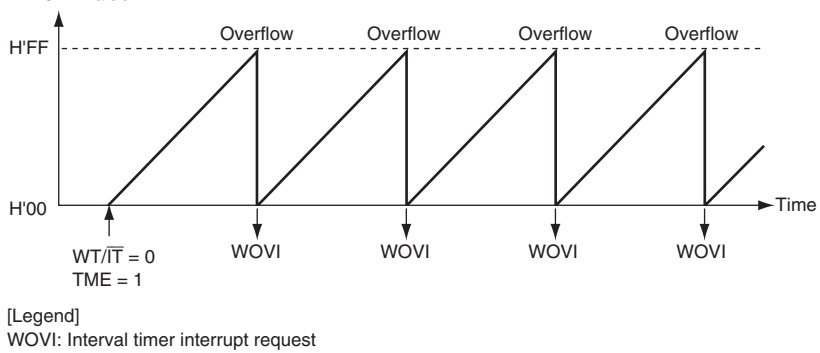 H'FF
Overflow Overflow Overflow Overflow
H'00
Time
WT/I̅T̅ = 0
TME = 1
WOVI WOVI WOVI WOVI
[Legend]
WOVI: Interval timer interrupt request